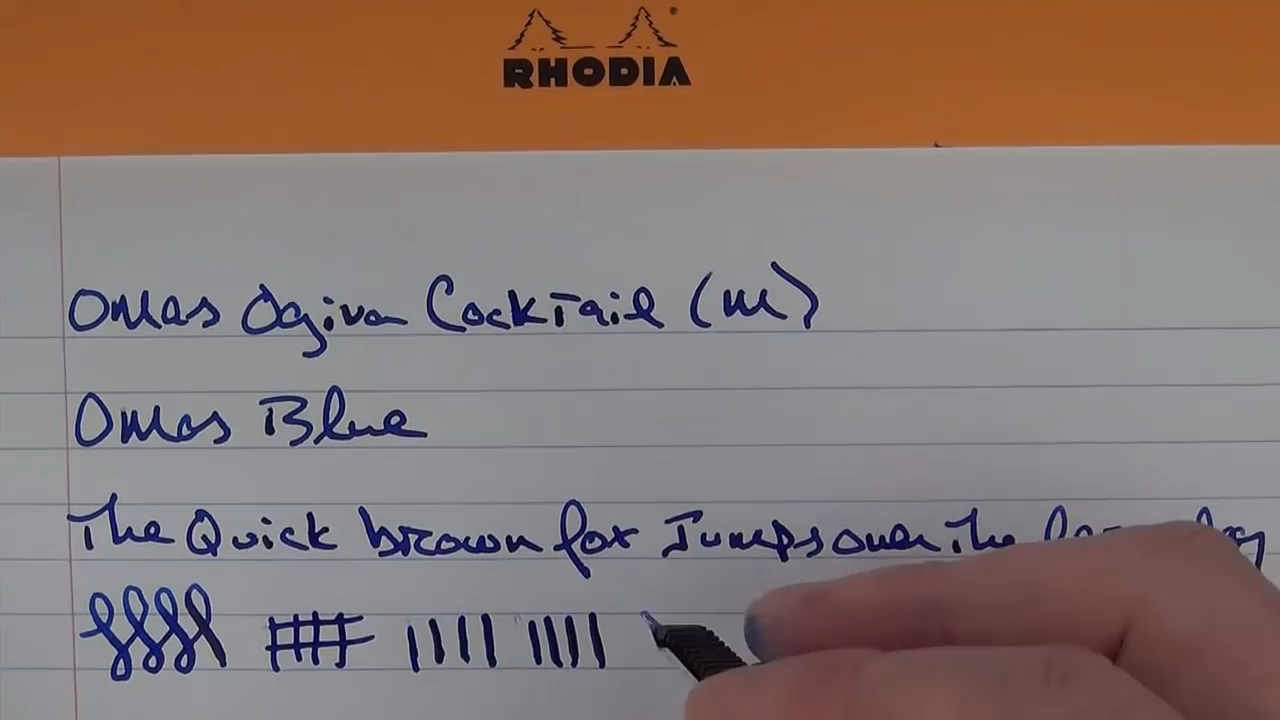 RHODIA
Omas Ogiva Cocktail (M)
Omas Blue
The Quick brown fox Jumps over The